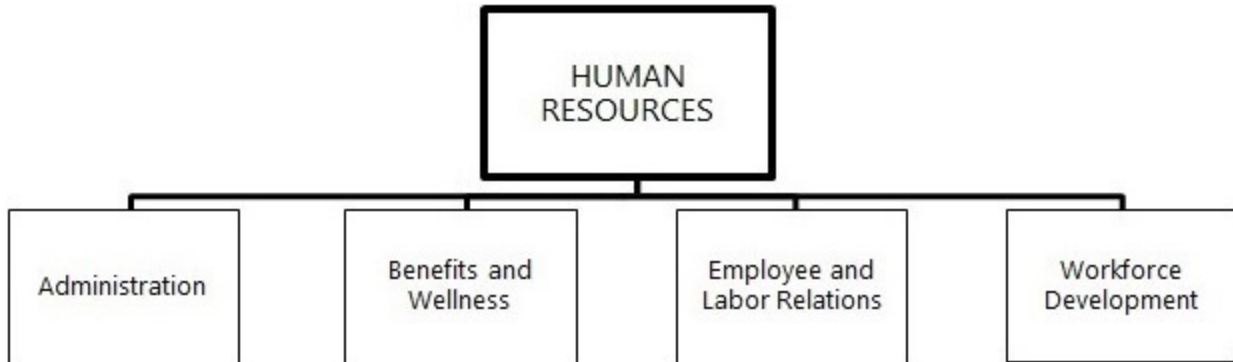 HUMAN
RESOURCES
Administration
Benefits and
Wellness
Employee and
Labor Relations
Workforce
Development